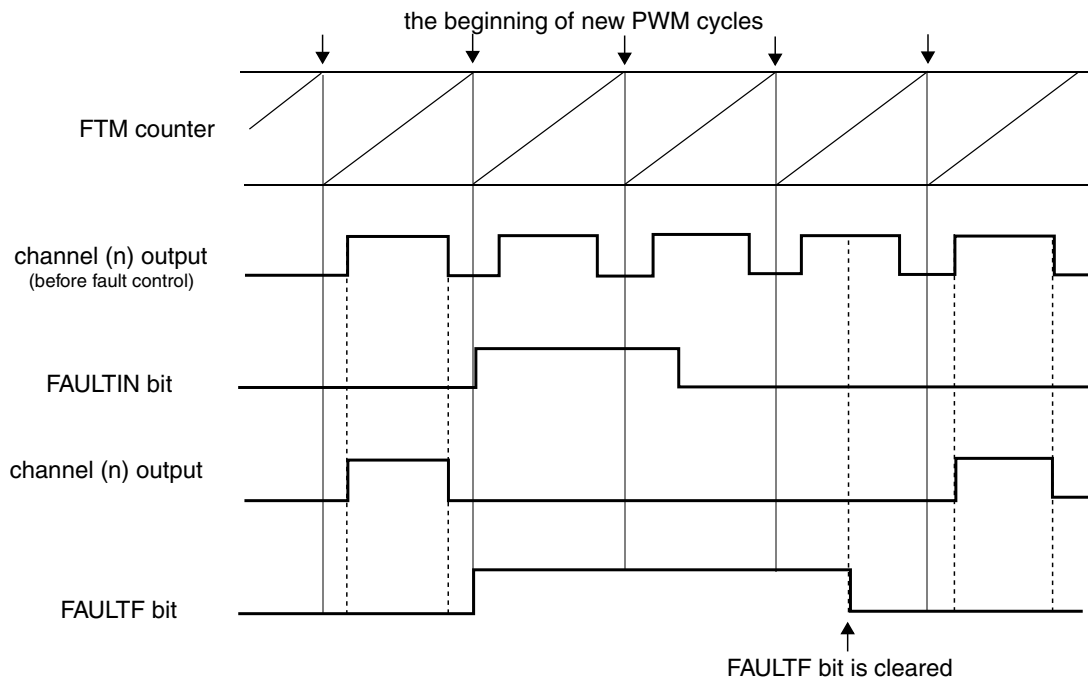 the beginning of new PWM cycles
FTM counter
channel (n) output
(before fault control)
FAULTIN bit
channel (n) output
FAULTF bit
FAULTF bit is cleared